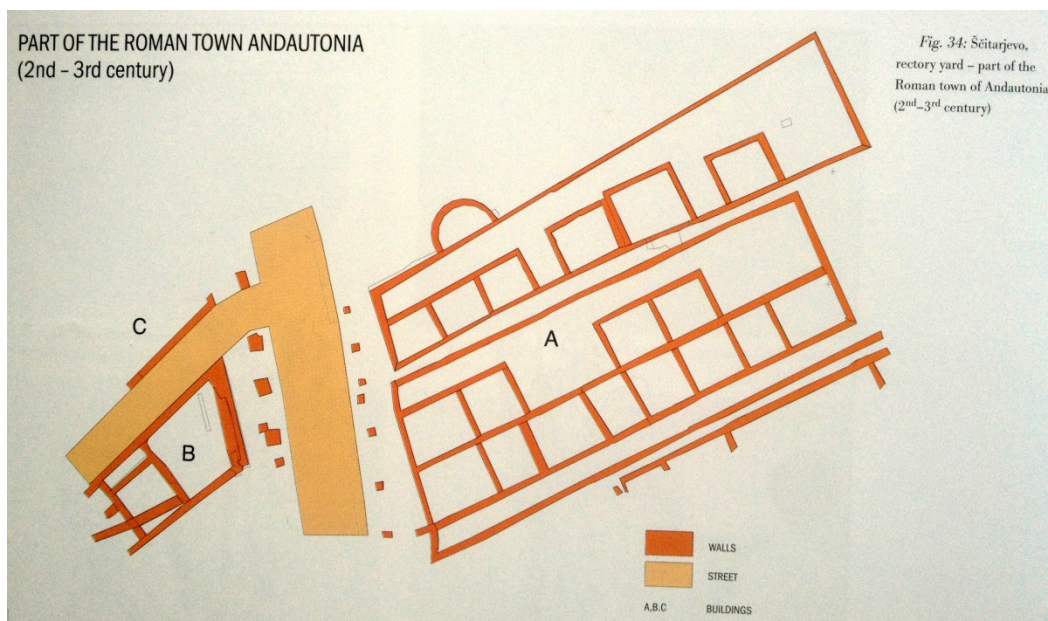 PART OF THE ROMAN TOWN ANDAUTONIA
(2nd – 3rd century)
Fig. 34: Ščitarjevo,
rectory yard – part of the
Roman town of Andautonia
(2nd–3rd century)
C
A
B
WALLS
STREET
A,B.C BUILDINGS